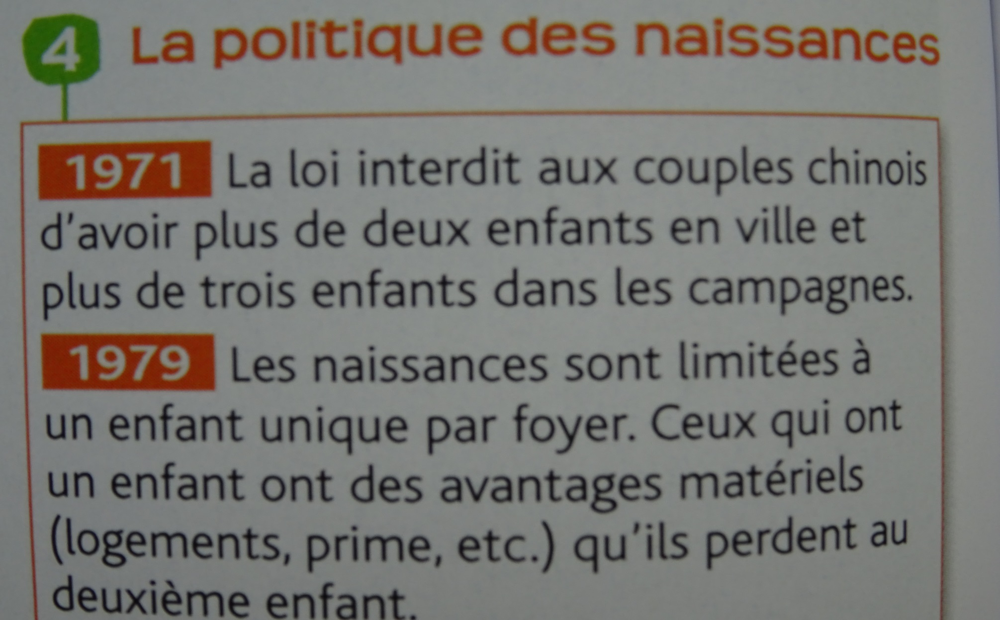 4 La politique des naissances
1971 La loi interdit aux couples chinois
d'avoir plus de deux enfants en ville et
plus de trois enfants dans les campagnes.
1979 Les naissances sont limitées à
un enfant unique par foyer. Ceux qui ont
un enfant ont des avantages matériels
(logements, prime, etc.) qu'ils perdent au
deuxième enfant.